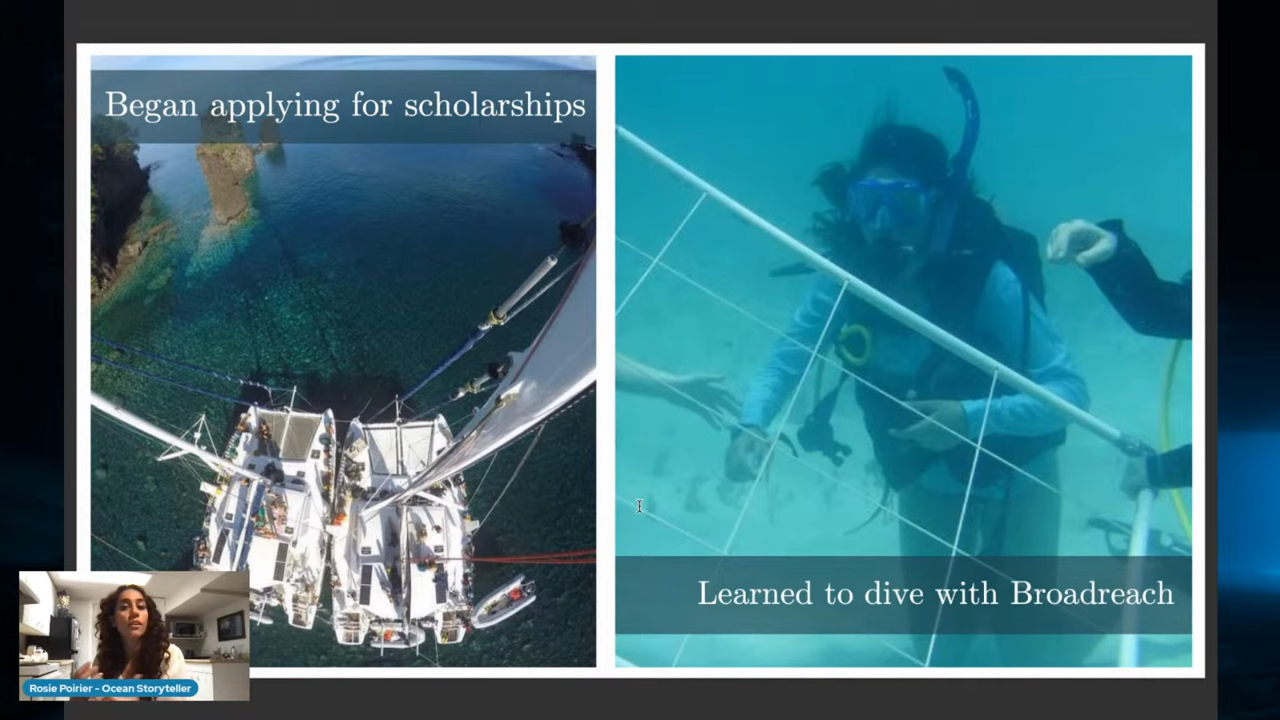 Began applying for scholarships
Learned to dive with Broadreach
Rosie Poirier - Ocean Storyteller